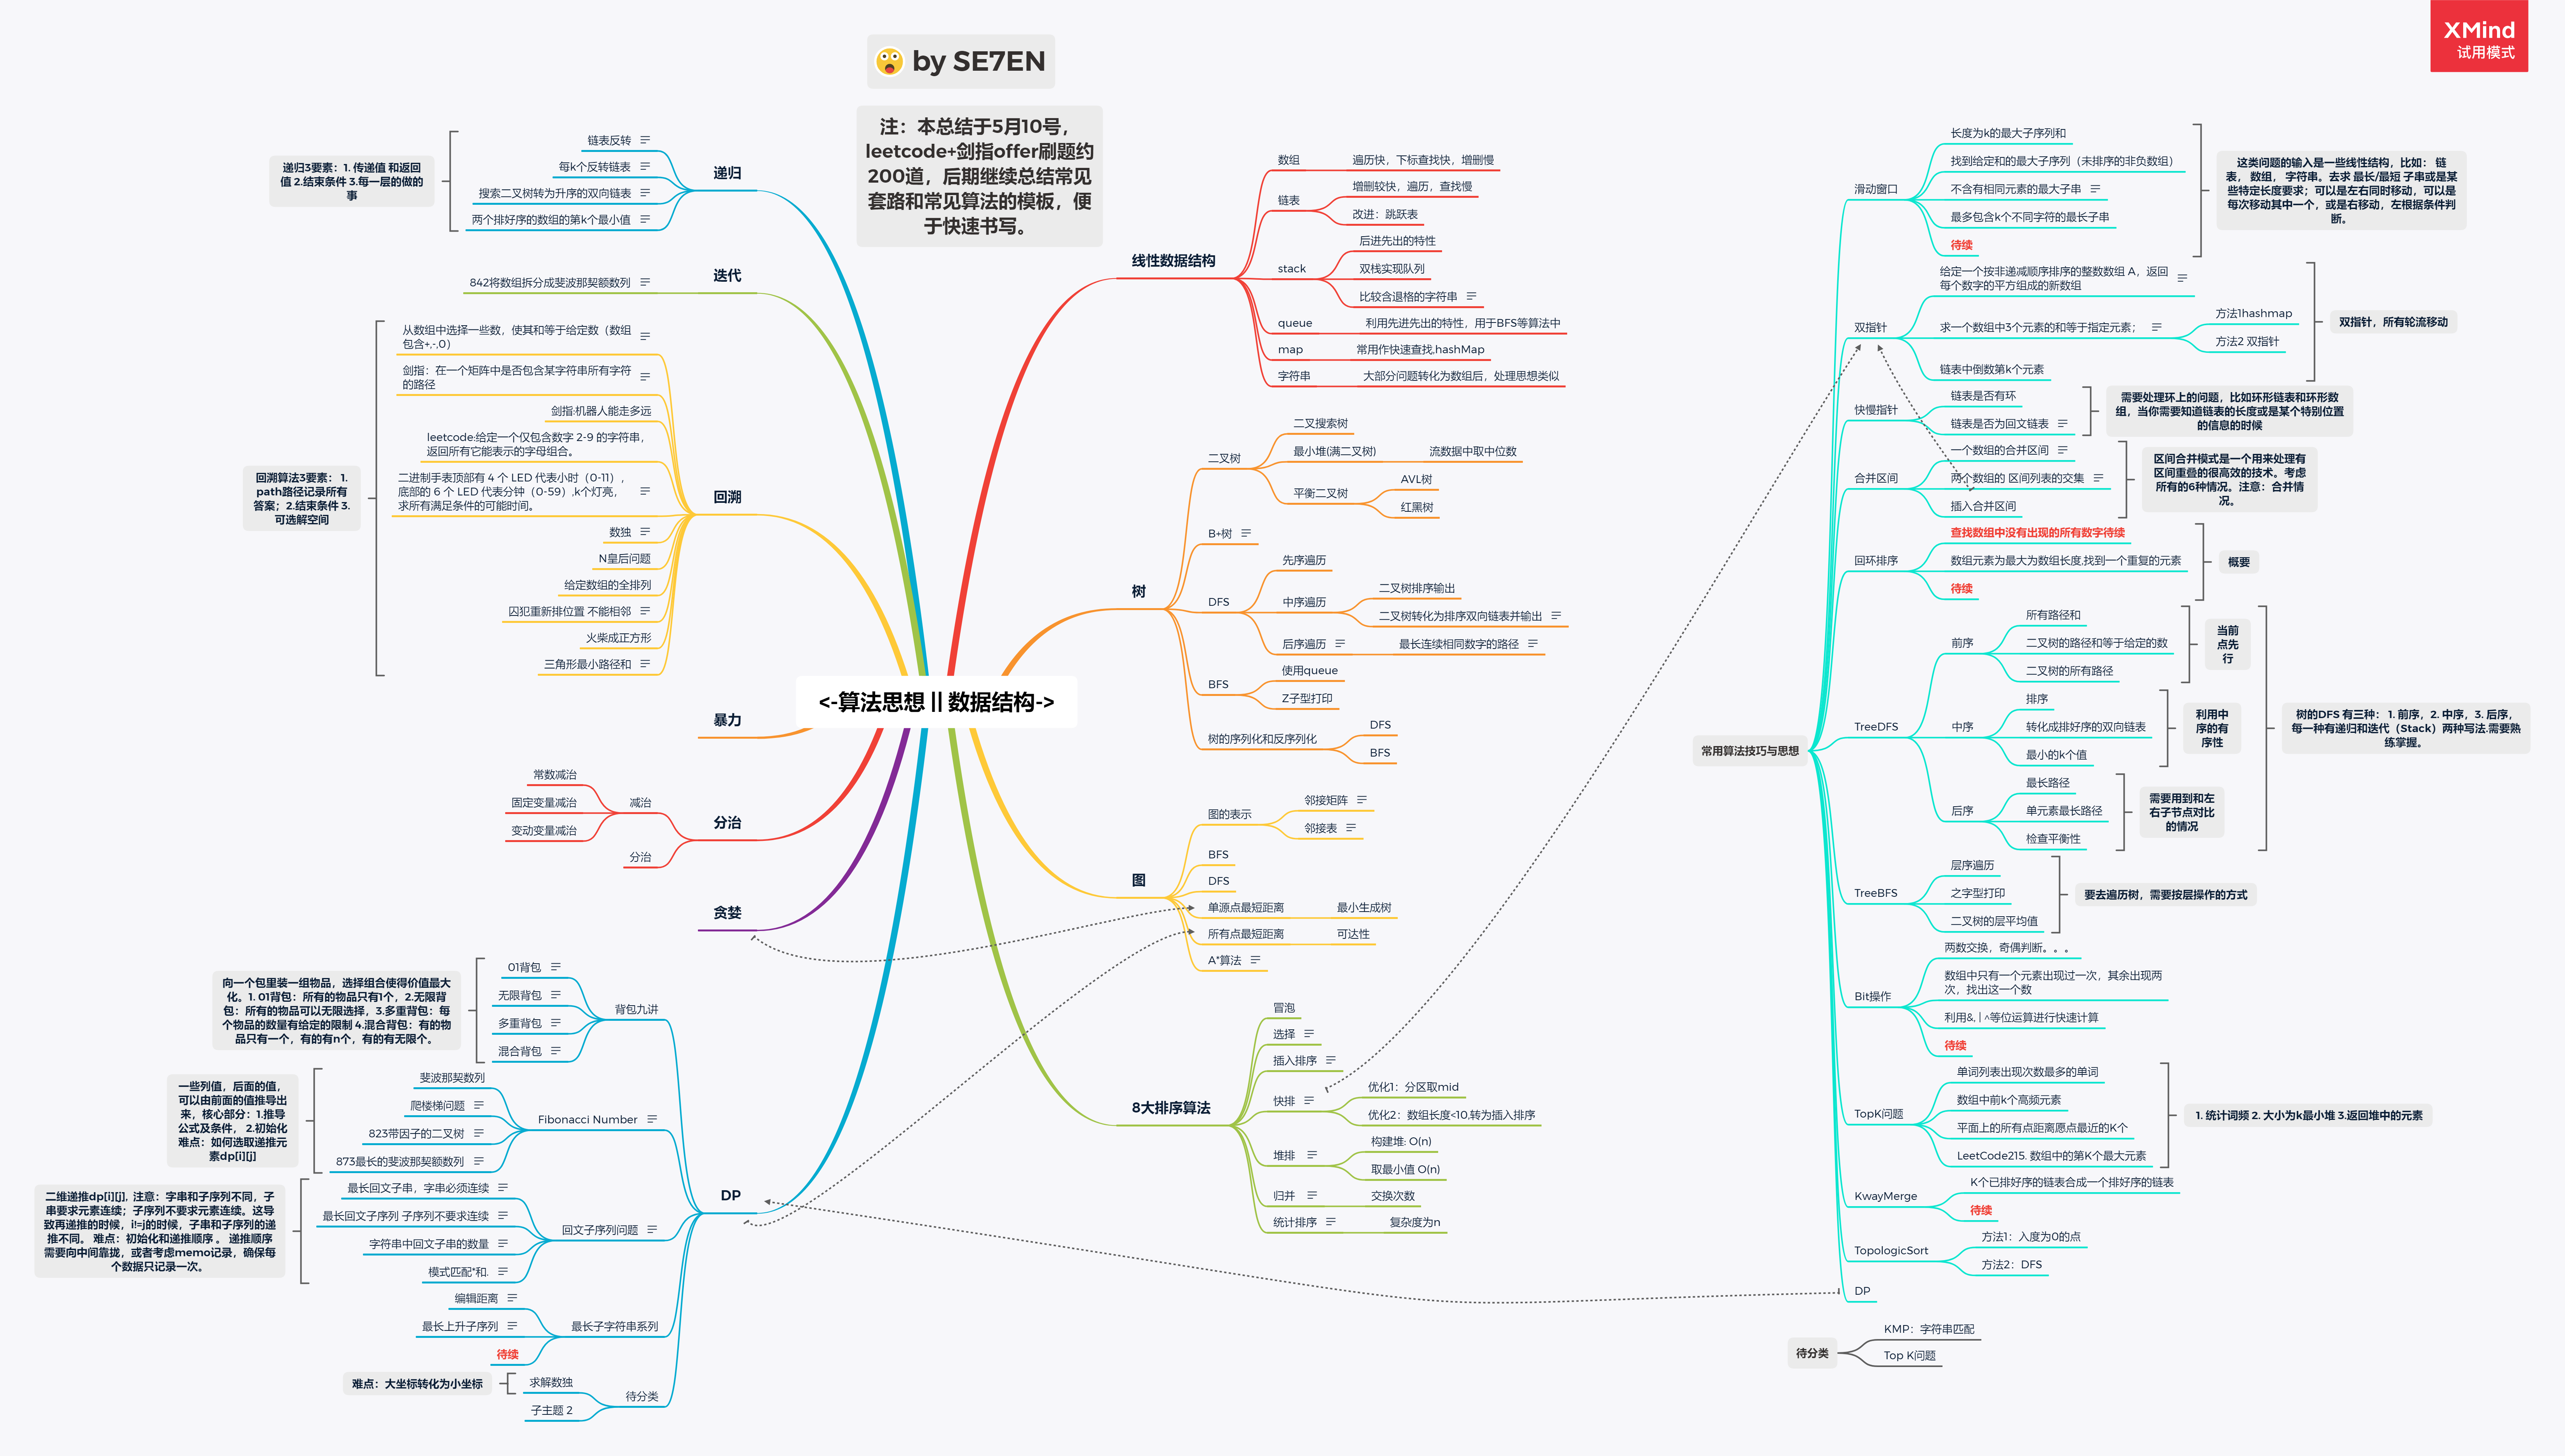 XMind
试用模式
by SE7EN
注：本总结于5月10号，
leetcode+剑指offer刷题约
200道，后期继续总结常见
套路和常见算法的模板，便
于快速书写。
<-算法思想 || 数据结构->
递归
递归3要素：1. 传递值 和返回
值 2.结束条件 3.每一层的做的
事
链表反转
每k个反转链表
搜索二叉树转为升序的双向链表
两个排好序的数组的第k个最小值
迭代
842将数组拆分成斐波那契额数列
回溯
回溯算法3要素： 1.
path路径记录所有
答案；2.结束条件 3.
可选解空间
从数组中选择一些数，使其和等于给定数（数组
包含+,-,0）
剑指：在一个矩阵中是否包含某字符串所有字符
的路径
剑指:机器人能走多远
leetcode:给定一个仅包含数字 2-9 的字符串，
返回所有它能表示的字母组合。
二进制手表顶部有 4 个 LED 代表小时（0-11），
底部的 6 个 LED 代表分钟（0-59）,k个灯亮，
求所有满足条件的可能时间。
数独
N皇后问题
给定数组的全排列
囚犯重新排位置 不能相邻
火柴成正方形
三角形最小路径和
暴力
分治
减治
常数减治
固定变量减治
变动变量减治
分治
贪婪
DP
背包九讲
向一个包里装一组物品，选择组合使得价值最大
化。1. 01背包：所有的物品只有1个，2.无限背
包：所有的物品可以无限选择，3.多重背包：每
个物品的数量有给定的限制 4.混合背包：有的物
品只有一个，有的有n个，有的有无限个。
01背包
无限背包
多重背包
混合背包
Fibonacci Number
一些列值，后面的值，
可以由前面的值推导出
来，核心部分：1.推导
公式及条件， 2.初始化
难点：如何选取递推元
素dp[i][j]
斐波那契数列
爬楼梯问题
823带因子的二叉树
873最长的斐波那契额数列
回文子序列问题
二维递推dp[i][j], 注意：字串和子序列不同，子
串要求元素连续；子序列不要求元素连续。这导
致再递推的时候，i!=j的时候，子串和子序列的递
推不同。 难点：初始化和递推顺序 。 递推顺序
需要向中间靠拢，或者考虑memo记录，确保每
个数据只记录一次。
最长回文子串，字串必须连续
最长回文子序列 子序列不要求连续
字符串中回文子串的数量
模式匹配*和.
最长子字符串系列
编辑距离
最长上升子序列
待续
待分类
难点：大坐标转化为小坐标
求解数独
子主题 2
线性数据结构
数组
遍历快，下标查找快，增删慢
链表
增删较快，遍历，查找慢
改进：跳跃表
stack
后进先出的特性
双栈实现队列
比较含退格的字符串
queue
利用先进先出的特性，用于BFS等算法中
map
常用作快速查找,hashMap
字符串
大部分问题转化为数组后，处理思想类似
树
二叉树
二叉搜索树
最小堆(满二叉树)
流数据中取中位数
平衡二叉树
AVL树
红黑树
B+树
DFS
先序遍历
中序遍历
二叉树排序输出
二叉树转化为排序双向链表并输出
后序遍历
最长连续相同数字的路径
BFS
使用queue
Z子型打印
树的序列化和反序列化
DFS
BFS
图
图的表示
邻接矩阵
邻接表
BFS
DFS
单源点最短距离
最小生成树
所有点最短距离
可达性
A*算法
8大排序算法
冒泡
选择
插入排序
快排
优化1：分区取mid
优化2：数组长度<10,转为插入排序
堆排
构建堆: O(n)
取最小值 O(n)
归并
交换次数
统计排序
复杂度为n
常用算法技巧与思想
滑动窗口
长度为k的最大子序列和
找到给定和的最大子序列（未排序的非负数组）
不含有相同元素的最大子串
最多包含k个不同字符的最长子串
待续
这类问题的输入是一些线性结构，比如： 链
表， 数组， 字符串。去求 最长/最短 子串或是某
些特定长度要求；可以是左右同时移动，可以是
每次移动其中一个，或是右移动，左根据条件判
断。
双指针
给定一个按非递减顺序排序的整数数组 A，返回
每个数字的平方组成的新数组
求一个数组中3个元素的和等于指定元素；
方法1hashmap
方法2 双指针
链表中倒数第k个元素
双指针，所有轮流移动
快慢指针
链表是否有环
链表是否为回文链表
需要处理环上的问题，比如环形链表和环形数
组，当你需要知道链表的长度或是某个特别位置
的信息的时候
合并区间
一个数组的合并区间
两个数组的 区间列表的交集
插入合并区间
区间合并模式是一个用来处理有
区间重叠的很高效的技术。考虑
所有的6种情况。注意：合并情
况。
回环排序
查找数组中没有出现的所有数字待续
数组元素为最大为数组长度,找到一个重复的元素
待续
概要
TreeDFS
前序
所有路径和
二叉树的路径和等于给定的数
二叉树的所有路径
当前
点先
行
中序
排序
转化成排好序的双向链表
最小的k个值
利用中
序的有
序性
后序
最长路径
单元素最长路径
检查平衡性
需要用到和左
右子节点对比
的情况
树的DFS 有三种： 1. 前序，2. 中序，3. 后序，
每一种有递归和迭代（Stack）两种写法.需要熟
练掌握。
TreeBFS
层序遍历
之字型打印
二叉树的层平均值
要去遍历树，需要按层操作的方式
Bit操作
两数交换，奇偶判断。。。
数组中只有一个元素出现过一次，其余出现两
次，找出这一个数
利用&, | ^等位运算进行快速计算
待续
TopK问题
单词列表出现次数最多的单词
数组中前k个高频元素
平面上的所有点距离愿点最近的K个
LeetCode215. 数组中的第K个最大元素
1. 统计词频 2. 大小为k最小堆 3.返回堆中的元素
KwayMerge
K个已排好序的链表合成一个排好序的链表
待续
TopologicSort
方法1：入度为0的点
方法2：DFS
DP
待分类
KMP：字符串匹配
Top K问题